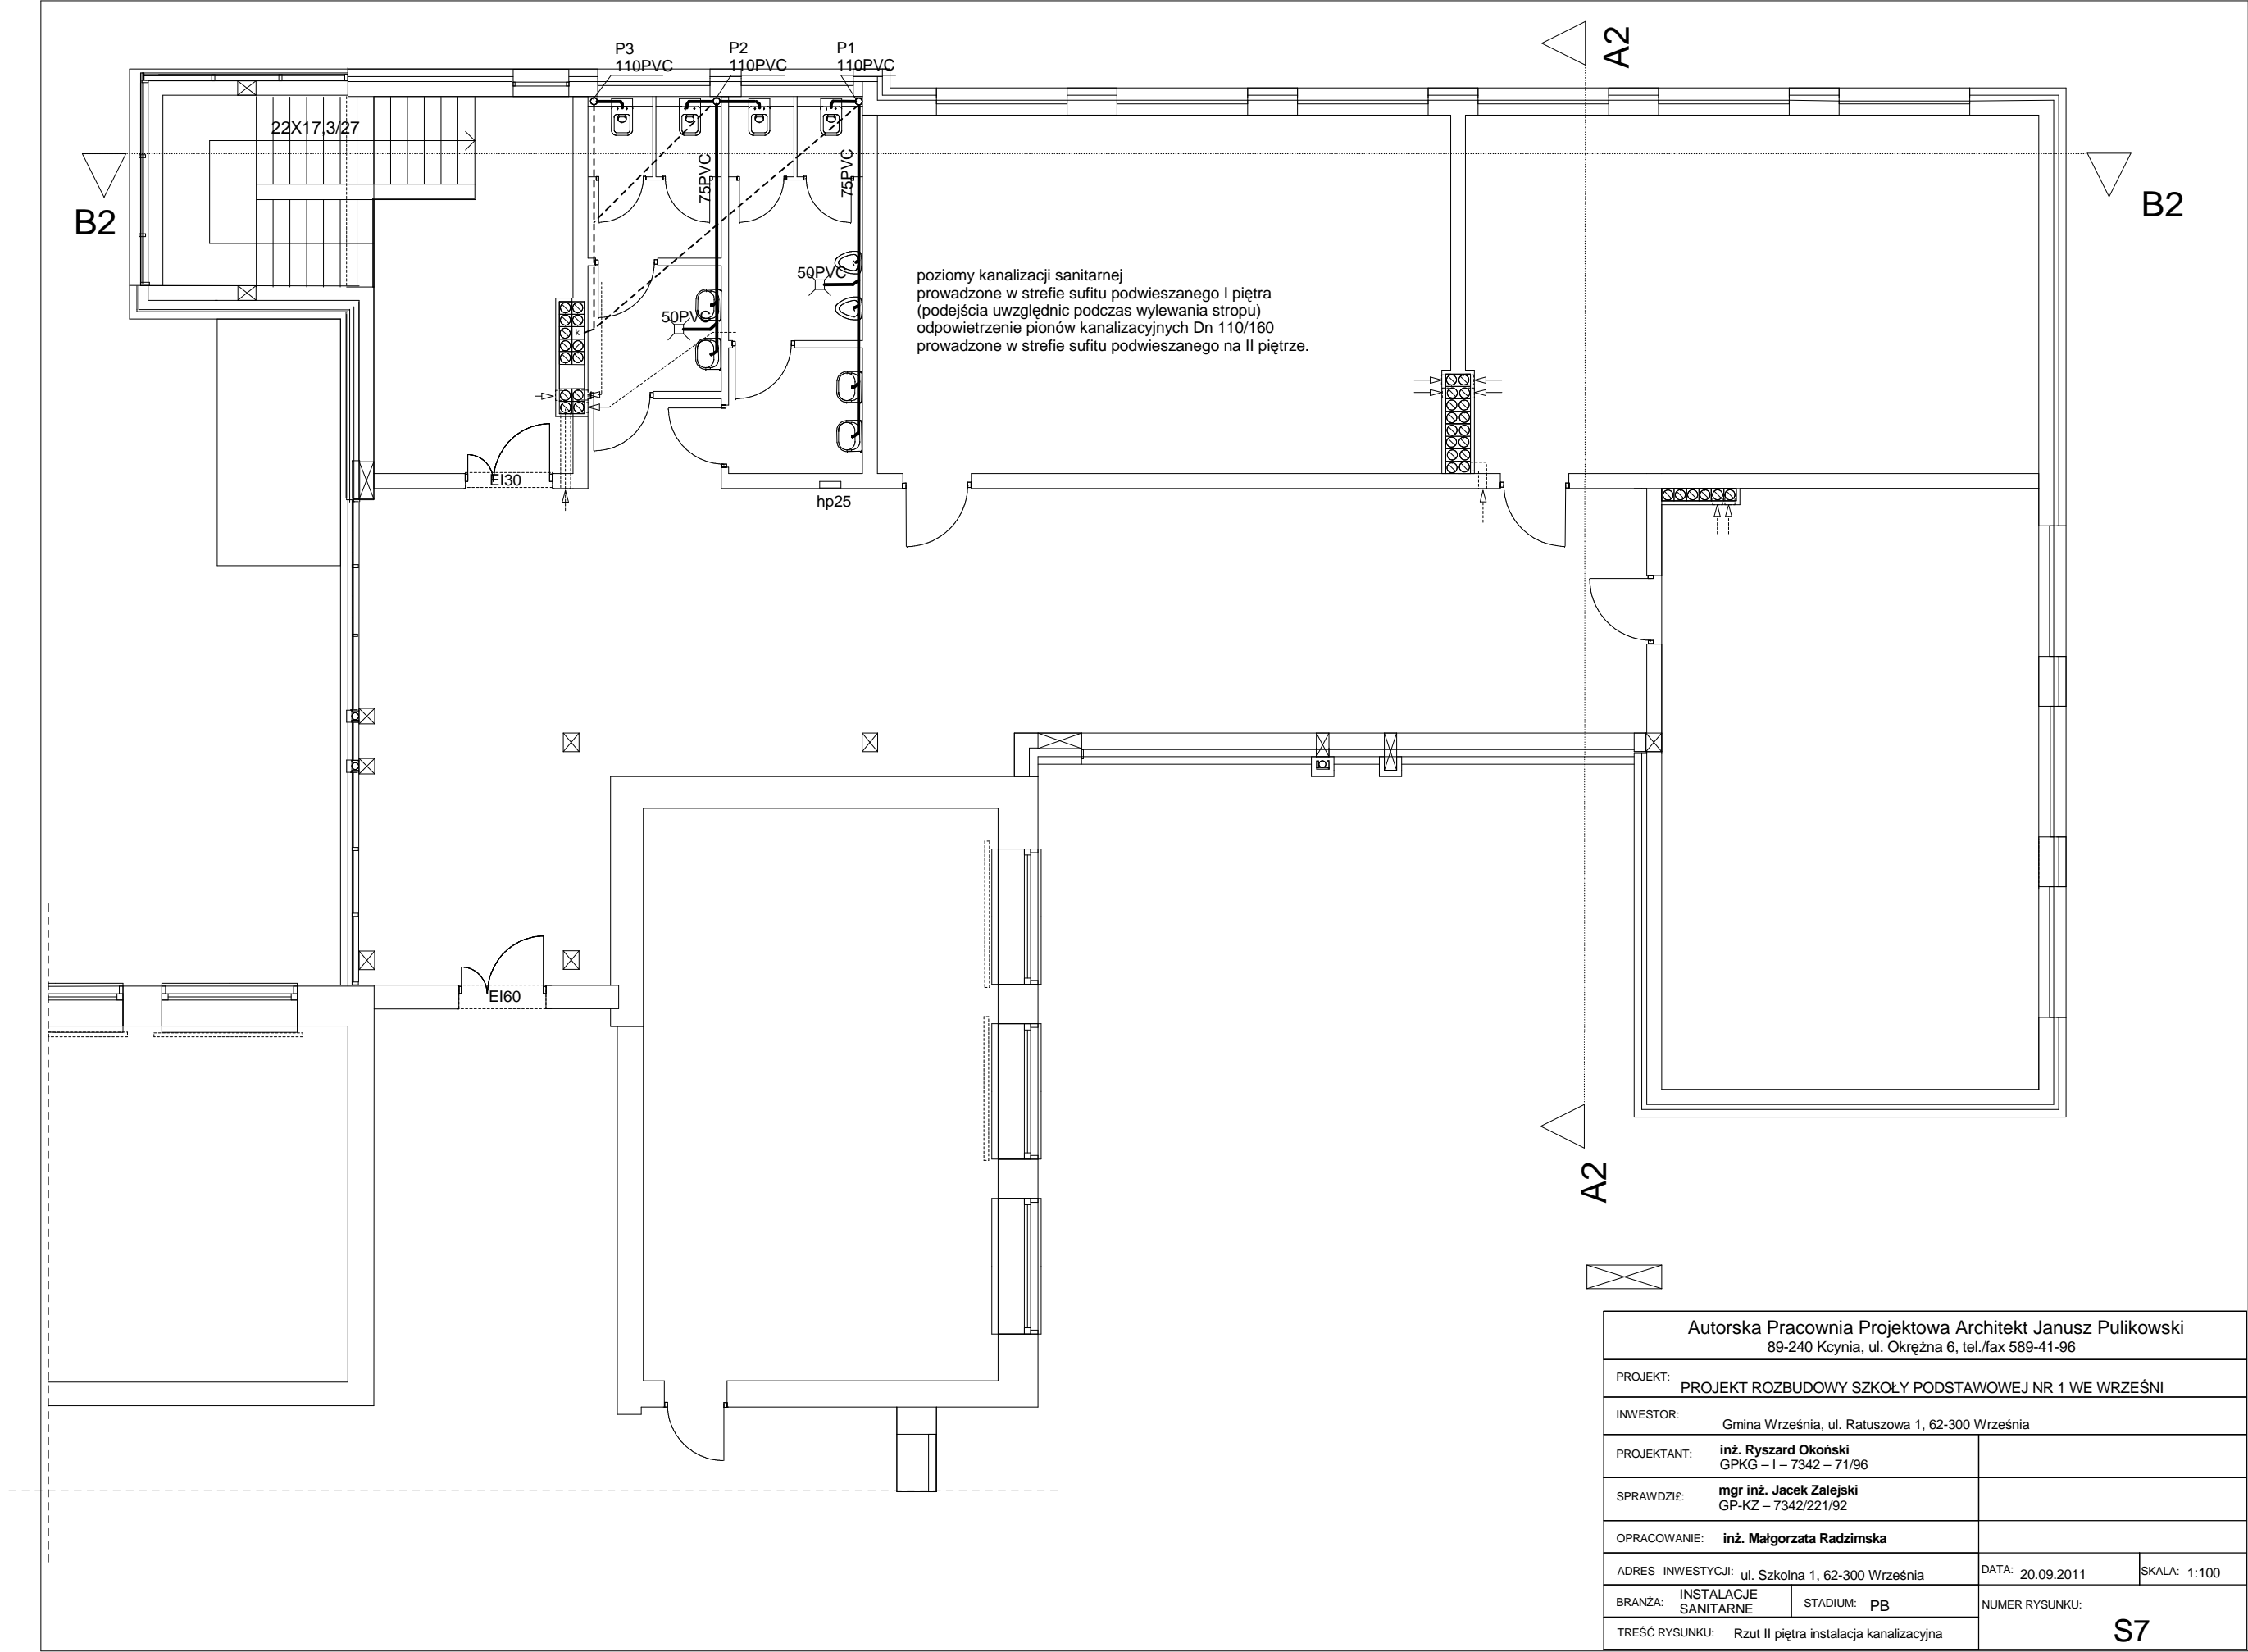 P3
110PVC
P2
110PVC
P1
110PVC
A2
22X17,3/27
B2
B2
75PVC
75PVC
50PVC
50PVC
k
poziomy kanalizacji sanitarnej
prowadzone w strefie sufitu podwieszanego I piętra
(podejścia uwzględnic podczas wylewania stropu)
odpowietrzenie pionów kanalizacyjnych Dn 110/160
prowadzone w strefie sufitu podwieszanego na II piętrze.
EI30
hp25
EI60
A2
Autorska Pracownia Projektowa Architekt Janusz Pulikowski
89-240 Kcynia, ul. Okrężna 6, tel./fax 589-41-96
PROJEKT: PROJEKT ROZBUDOWY SZKOŁY PODSTAWOWEJ NR 1 WE WRZEŚNI
INWESTOR: Gmina Września, ul. Ratuszowa 1, 62-300 Września
PROJEKTANT: inż. Ryszard Okoński
GPKG – I – 7342 – 71/96
SPRAWDZI£: mgr inż. Jacek Zalejski
GP-KZ – 7342/221/92
OPRACOWANIE: inż. Małgorzata Radzimska
ADRES INWESTYCJI: ul. Szkolna 1, 62-300 Września
DATA: 20.09.2011
SKALA: 1:100
BRANŻA: INSTALACJE
SANITARNE
STADIUM: PB
NUMER RYSUNKU:
S7
TREŚĆ RYSUNKU: Rzut II piętra instalacja kanalizacyjna